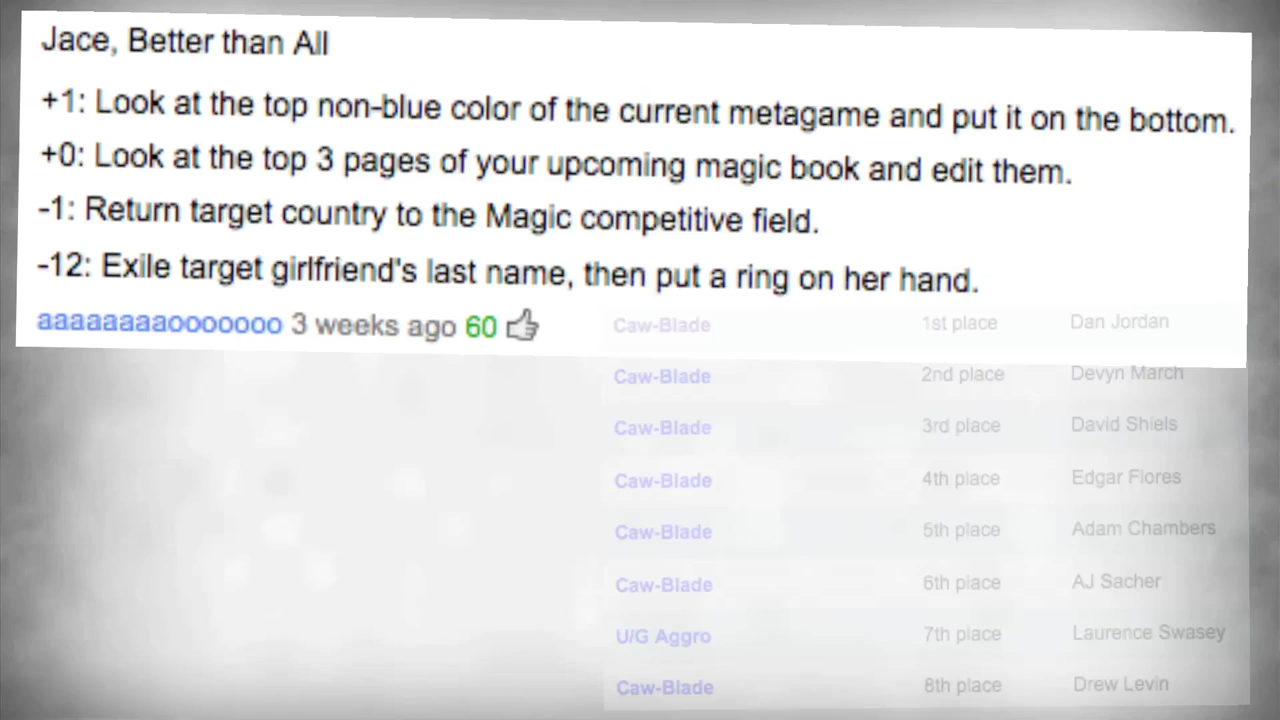 Jace, Better than All
+1: Look at the top non-blue color of the current metagame and put it on the bottom.
+0: Look at the top 3 pages of your upcoming magic book and edit them.
-1: Return target country to the Magic competitive field.
-12: Exile target girlfriend's last name, then put a ring on her hand.
aaaaaaaaooooooo 3 weeks ago 60
Caw-Blade 1st place Dan Jordan
Caw-Blade 2nd place Devyn March
Caw-Blade 3rd place David Shiels
Caw-Blade 4th place Edgar Flores
Caw-Blade 5th place Adam Chambers
Caw-Blade 6th place AJ Sacher
U/G Aggro 7th place Laurence Swasey
Caw-Blade 8th place Drew Levin